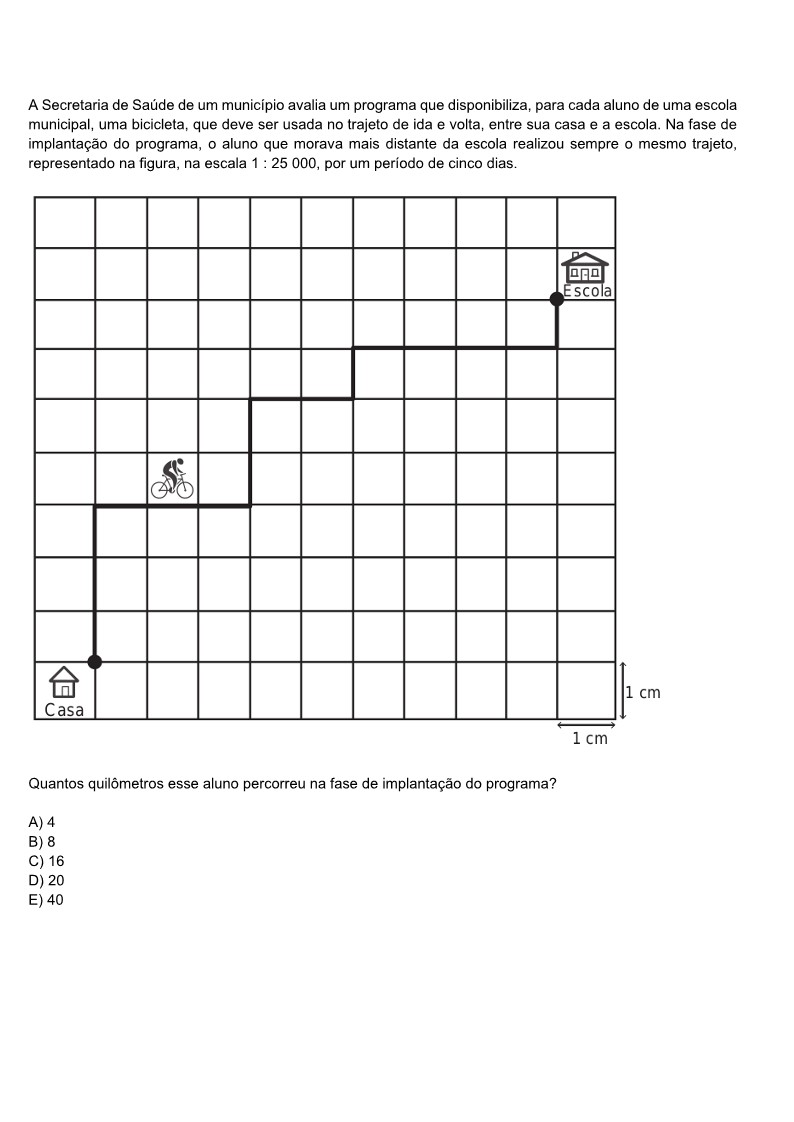 A Secretaria de Saúde de um município avalia um programa que disponibiliza, para cada aluno de uma escola
municipal, uma bicicleta, que deve ser usada no trajeto de ida e volta, entre sua casa e a escola. Na fase de
implantação do programa, o aluno que morava mais distante da escola realizou sempre o mesmo trajeto,
representado na figura, na escala 1 : 25 000, por um período de cinco dias.
Escola
Casa
1 cm
1 cm
Quantos quilômetros esse aluno percorreu na fase de implantação do programa?
A) 4
B) 8
C) 16
D) 20
E) 40